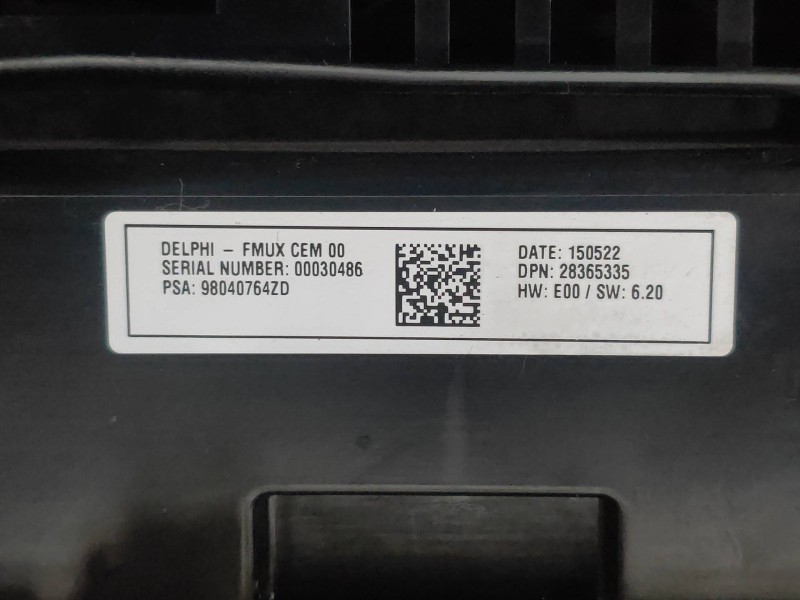 DELPHI – FMUX CEM 00
SERIAL NUMBER: 00030486
PSA: 98040764ZD
DATE: 150522
DPN: 28365335
HW: E00 / SW: 6.20